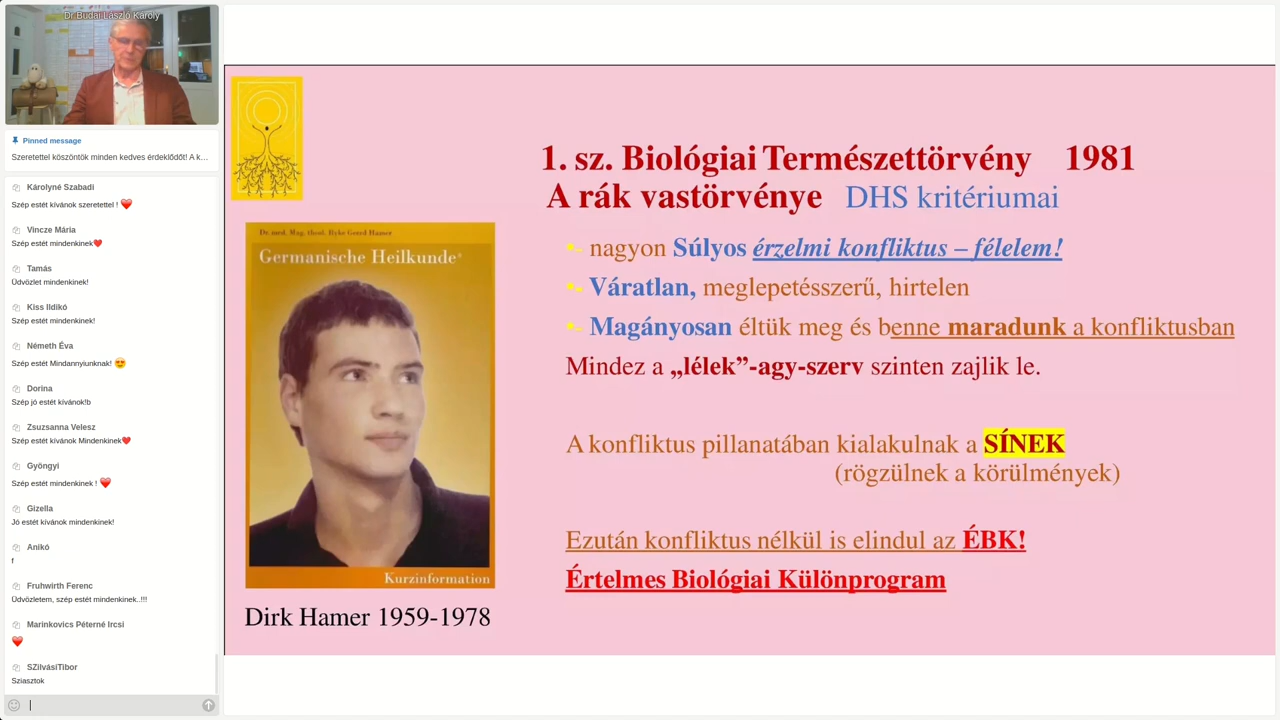 Dr Budai László Károly
Pinned message
Szeretettel köszöntök minden kedves érdeklődőt! A k…
Károlyné Szabadi
Szép estét kívánok szeretettel ! ❤️
Vincze Mária
Szép estét mindenkinek❤️
Tamás
Üdvözlet mindenkinek!
Kiss Ildikó
Szép estét mindenkinek!
Németh Éva
Szép estét Mindannyiunknak! 😍
Dorina
Szép jó estét kívánok!b
Zsuzsanna Velesz
Szép estét kívánok Mindenkinek❤️
Gyöngyi
Szép estét mindenkinek ! ❤️
Gizella
Jó estét kívánok mindenkinek!
Anikó
f
Fruhwirth Ferenc
Üdvözletem, szép estét mindenkinek..!!!
Marinkovics Péterné Ircsi
❤️
SZilvásiTibor
Sziasztok
1. sz. Biológiai Természettörvény 1981
A rák vastörvénye DHS kritériumai
•- nagyon Súlyos érzelmi konfliktus – félelem!
•- Váratlan, meglepetésszerű, hirtelen
•- Magányosan éltük meg és benne maradunk a konfliktusban
Mindez a „lélek”-agy-szerv szinten zajlik le.
A konfliktus pillanatában kialakulnak a SÍNEK
(rögzülnek a körülmények)
Ezután konfliktus nélkül is elindul az ÉBK!
Értelmes Biológiai Különprogram
Dr. med. Mag. theol. Ryke Geerd Hamer
Germanische Heilkunde®
Kurzinformation
Dirk Hamer 1959-1978